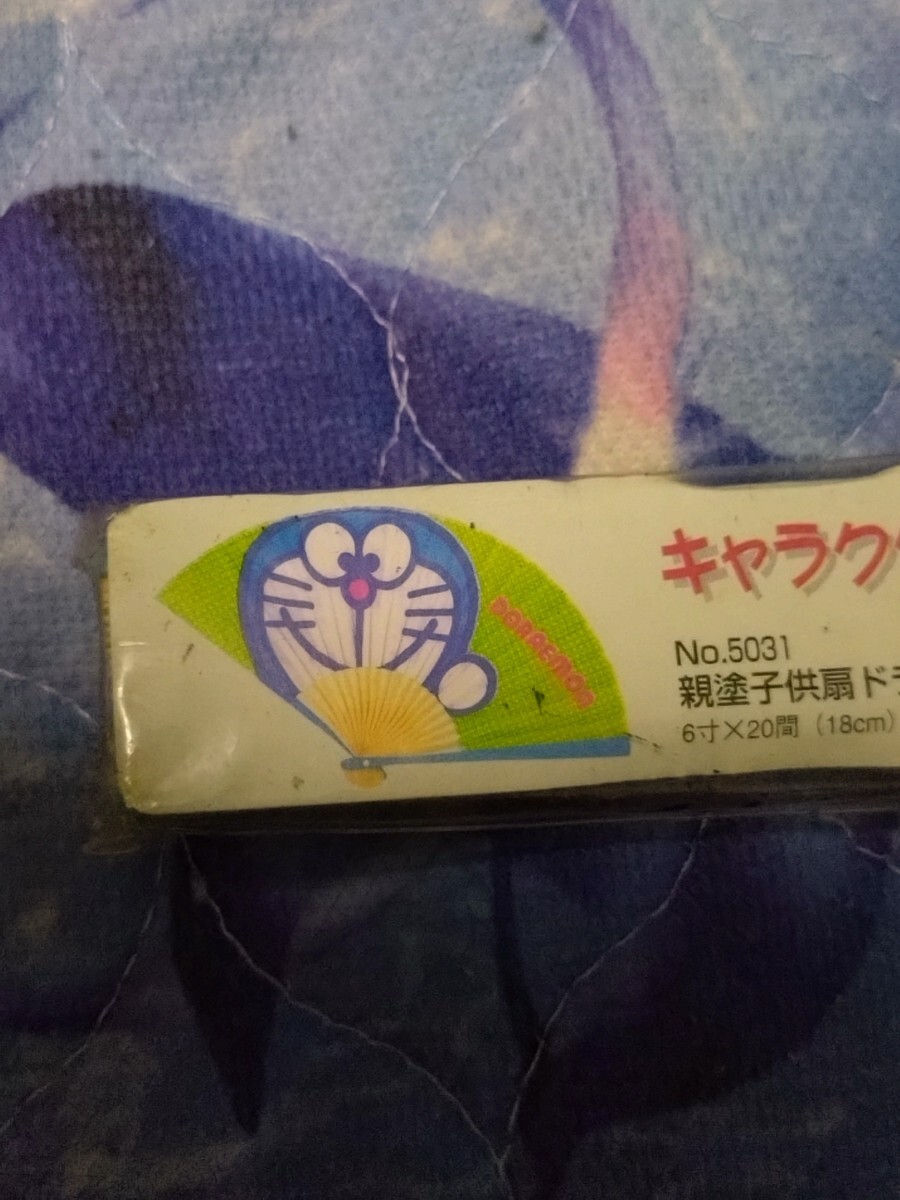 DORAEMON
キャラク
No.5031
親塗子供扇ド
6寸×20間（18cm）